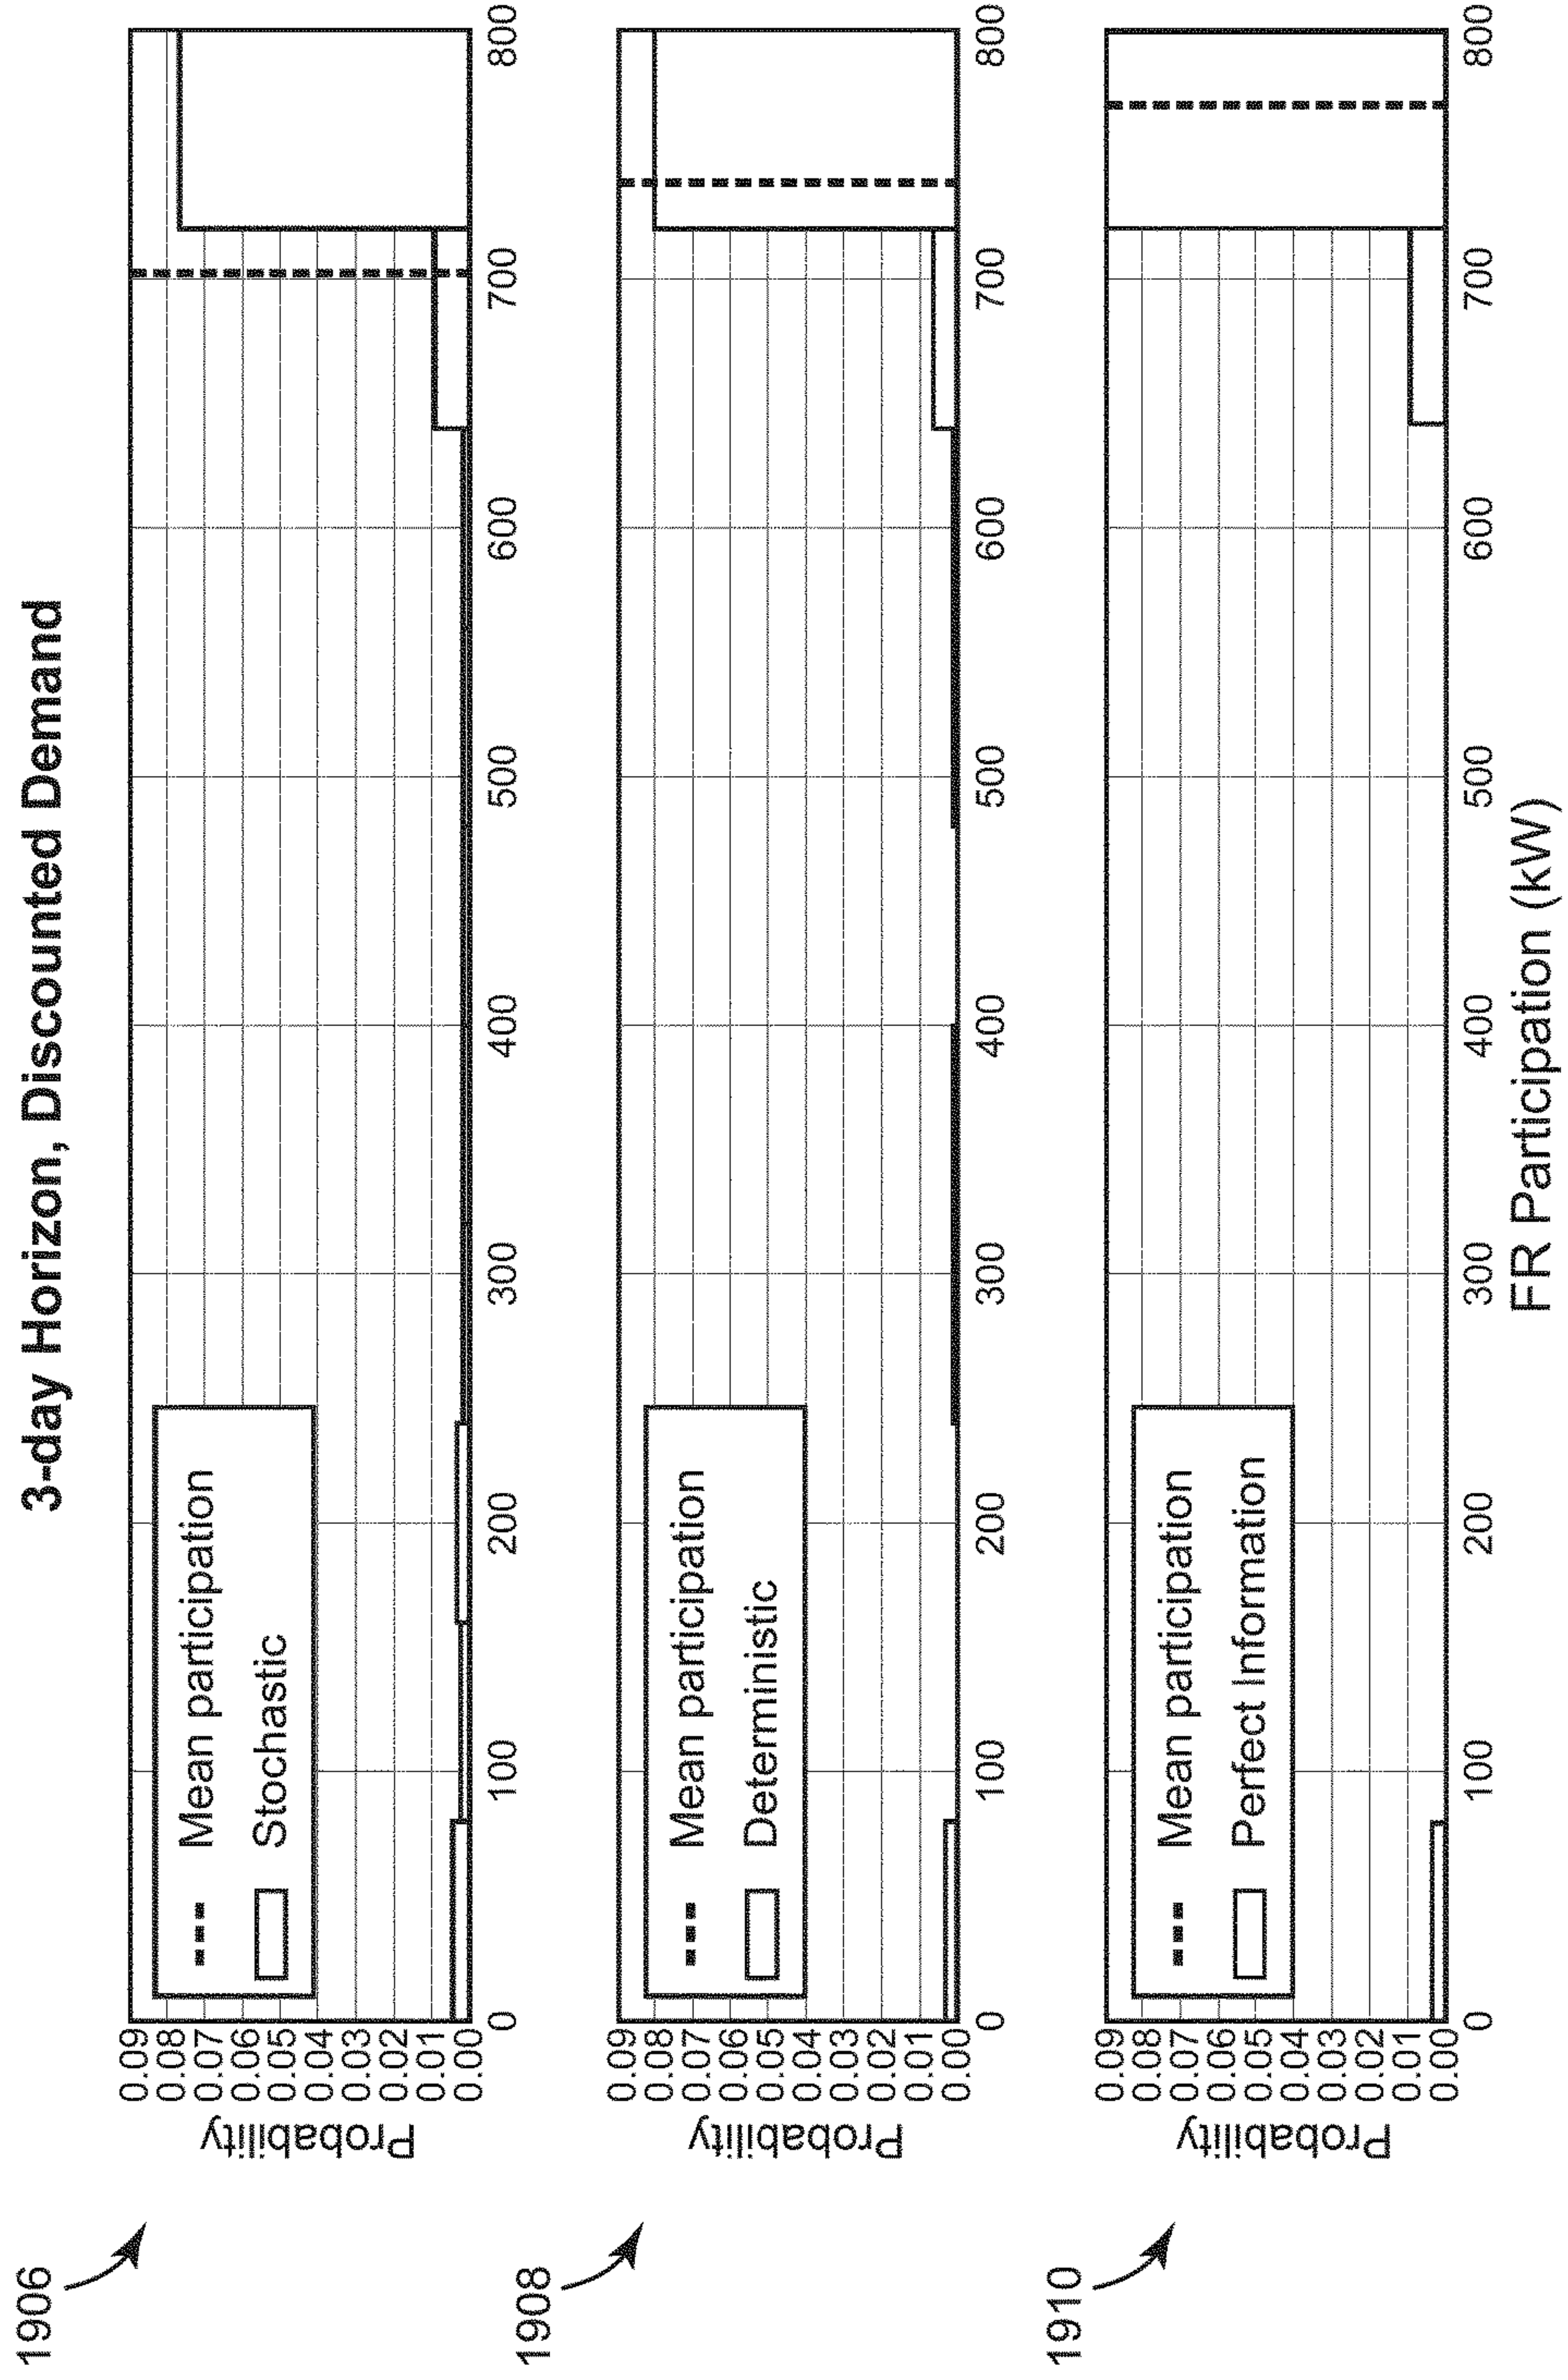 3-day Horizon, Discounted Demand
1906
Probability
0.09
0.08
0.07
0.06
0.05
0.04
0.03
0.02
0.01
0.00
Mean participation
Stochastic
0 100 200 300 400 500 600 700 800
1908
Probability
0.09
0.08
0.07
0.06
0.05
0.04
0.03
0.02
0.01
0.00
Mean participation
Deterministic
0 100 200 300 400 500 600 700 800
1910
Probability
0.09
0.08
0.07
0.06
0.05
0.04
0.03
0.02
0.01
0.00
Mean participation
Perfect Information
0 100 200 300 400 500 600 700 800
FR Participation (kW)